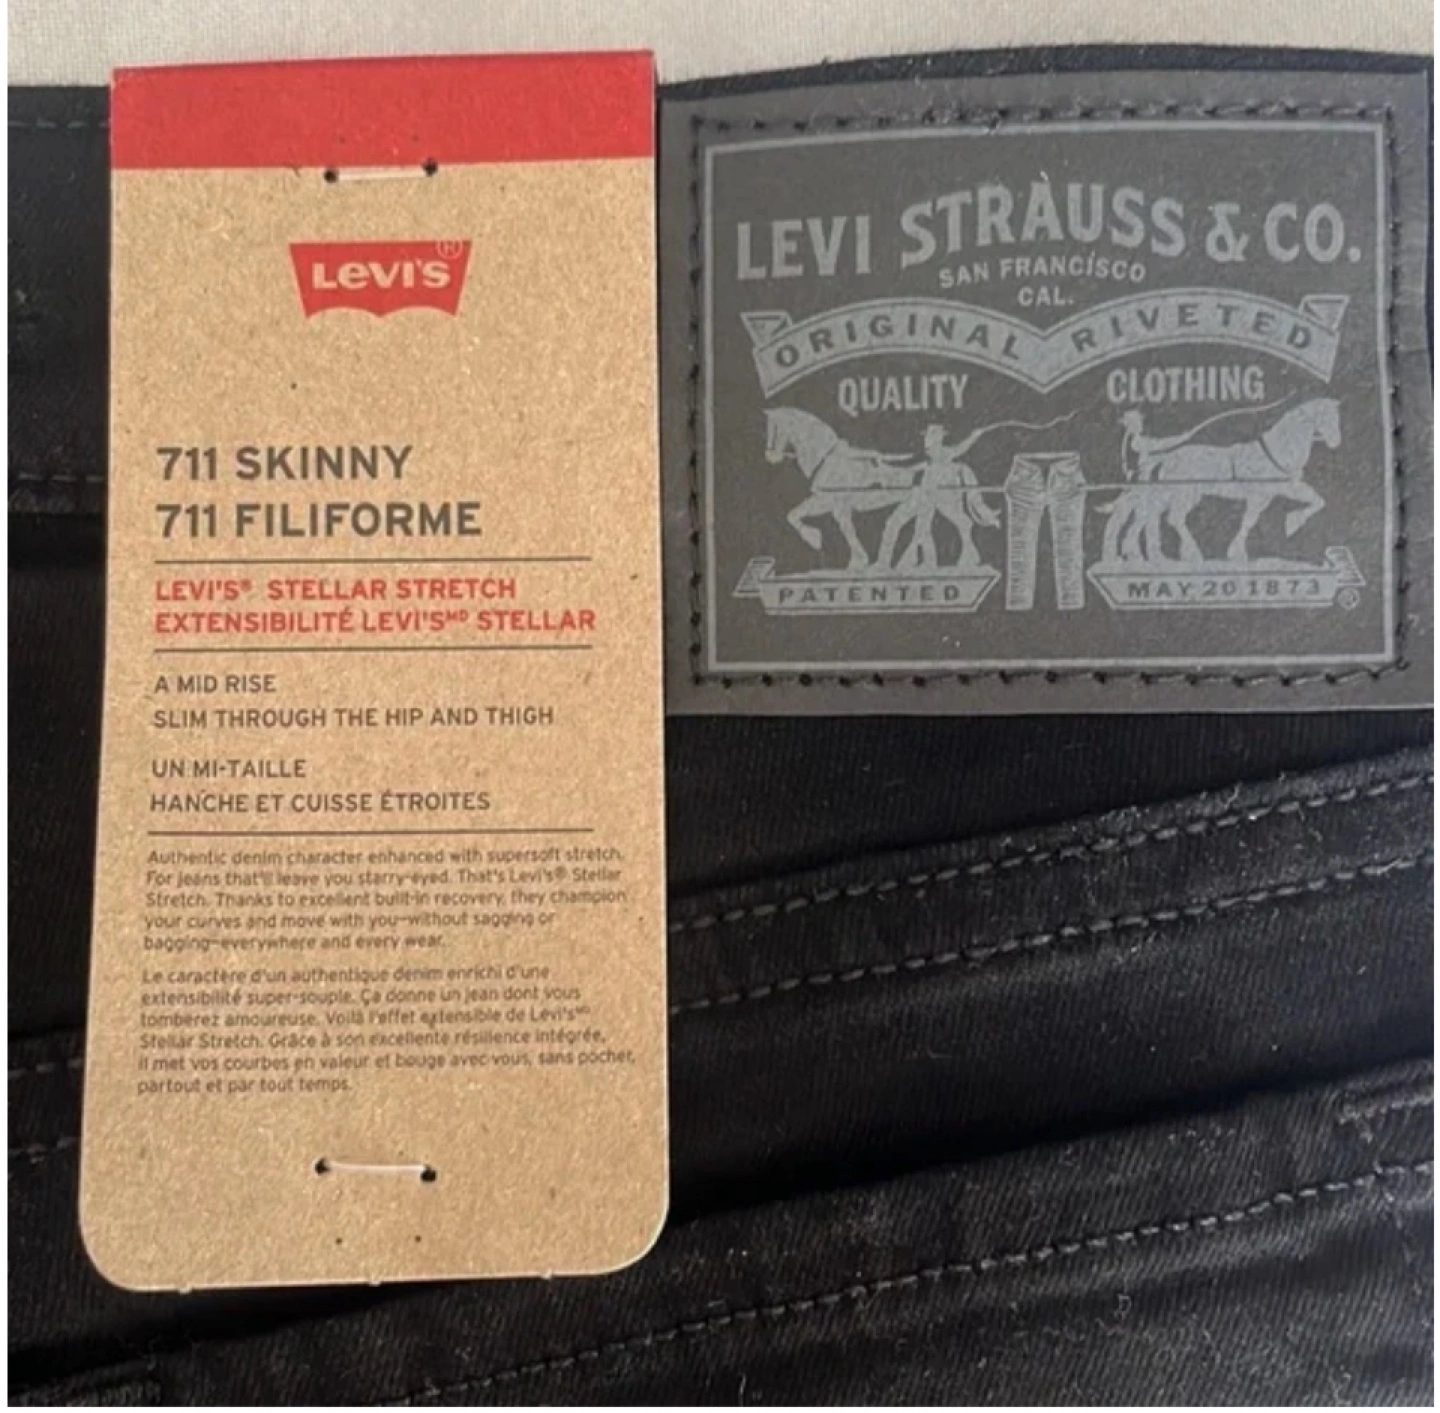 LEVI'S®
711 SKINNY
711 FILIFORME
LEVI'S® STELLAR STRETCH
EXTENSIBILITÉ LEVI'Sᴹᴰ STELLAR
A MID RISE
SLIM THROUGH THE HIP AND THIGH
UN MI-TAILLE
HANCHE ET CUISSE ÉTROITES
Authentic denim character enhanced with supersoft stretch.
For jeans that'll leave you starry-eyed. That's Levi's® Stellar
Stretch. Thanks to excellent built-in recovery, they champion
your curves and move with you—without sagging or
bagging—everywhere and every wear.
Le caractère d'un authentique denim enrichi d'une
extensibilité super-souple. Ça donne un jean dont vous
tomberez amoureuse. Voilà l'effet extensible de Levi'sᴹᴰ
Stellar Stretch. Grâce à son excellente résilience intégrée,
il met vos courbes en valeur et bouge avec vous, sans pocher,
partout et par tout temps.
LEVI STRAUSS & CO.
SAN FRANCISCO
CAL.
ORIGINAL RIVETED
QUALITY CLOTHING
PATENTED MAY 20 1873 ®